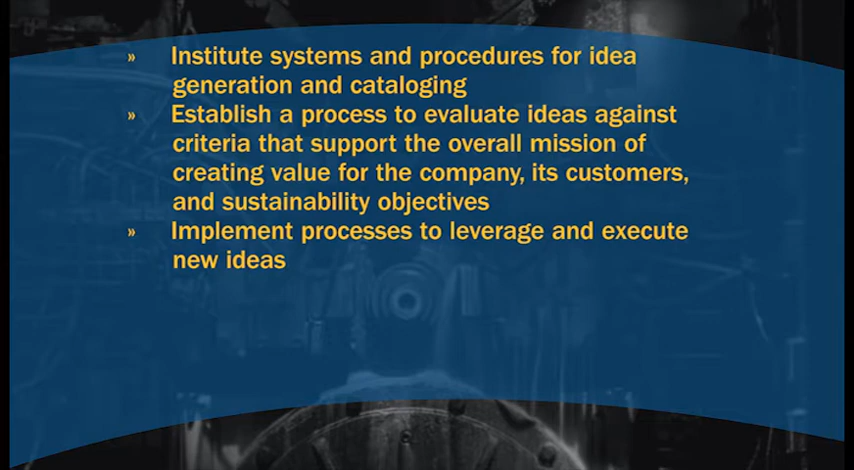 » Institute systems and procedures for idea
generation and cataloging
» Establish a process to evaluate ideas against
criteria that support the overall mission of
creating value for the company, its customers,
and sustainability objectives
» Implement processes to leverage and execute
new ideas